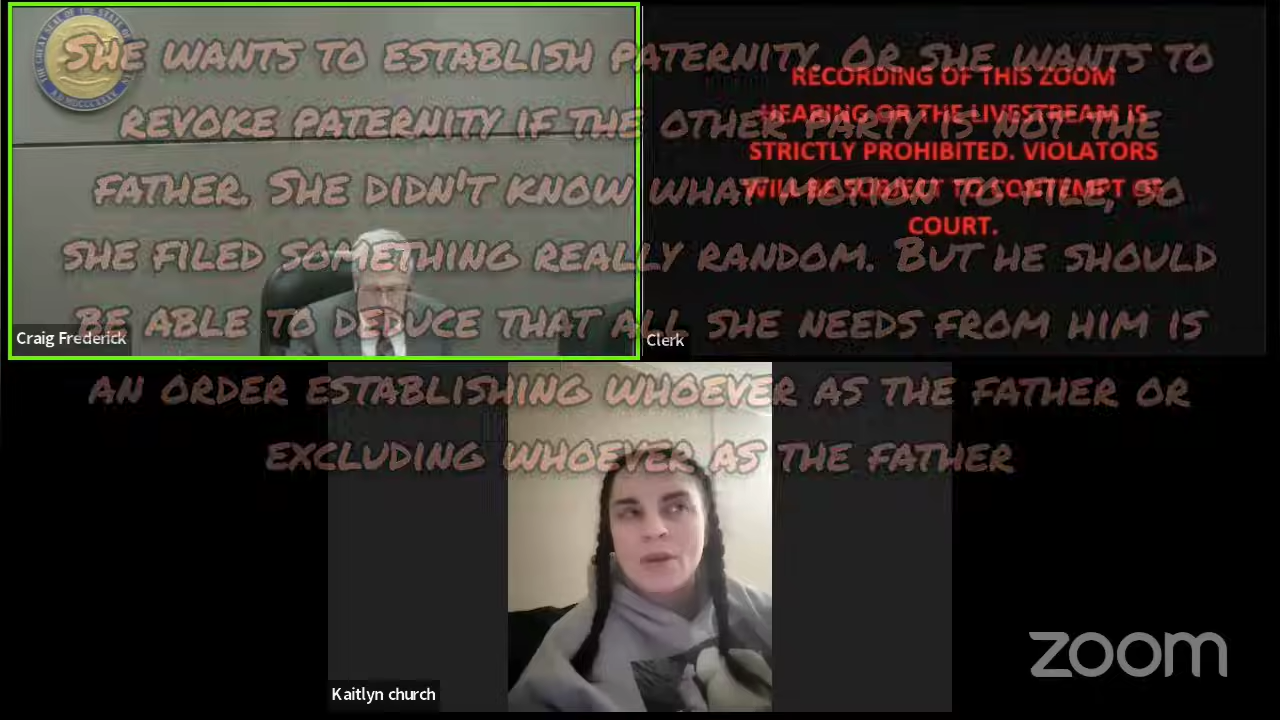 SHE WANTS TO ESTABLISH PATERNITY. OR SHE WANTS TO
REVOKE PATERNITY IF THE OTHER PARTY IS NOT THE
FATHER. SHE DIDN'T KNOW WHAT MOTION TO FILE, SO
SHE FILED SOMETHING REALLY RANDOM. BUT HE SHOULD
BE ABLE TO DEDUCE THAT ALL SHE NEEDS FROM HIM IS
AN ORDER ESTABLISHING WHOEVER AS THE FATHER OR
EXCLUDING WHOEVER AS THE FATHER
RECORDING OF THIS ZOOM
HEARING OR THE LIVESTREAM IS
STRICTLY PROHIBITED. VIOLATORS
WILL BE SUBJECT TO CONTEMPT OF
COURT.
Craig Frederick
Clerk
Kaitlyn church
zoom